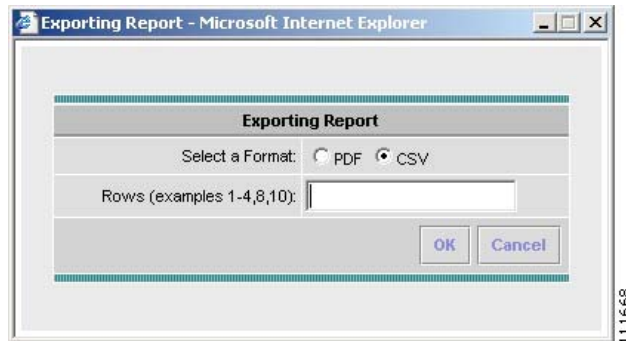 Exporting Report - Microsoft Internet Explorer
Exporting Report
Select a Format: PDF CSV
Rows (examples 1-4,8,10):
OK Cancel
111668